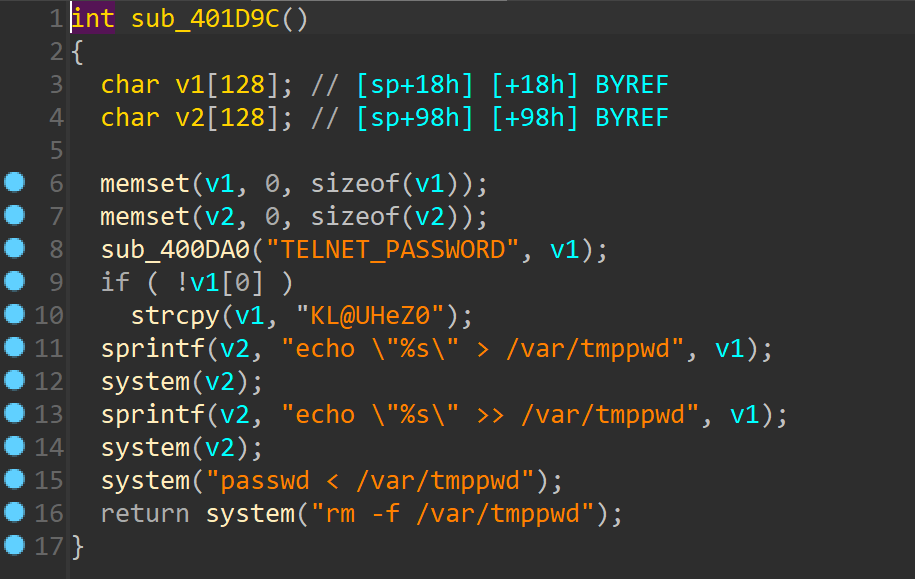 1 int sub_401D9C()
2 {
3   char v1[128]; // [sp+18h] [+18h] BYREF
4   char v2[128]; // [sp+98h] [+98h] BYREF
5
6   memset(v1, 0, sizeof(v1));
7   memset(v2, 0, sizeof(v2));
8   sub_400DA0("TELNET_PASSWORD", v1);
9   if ( !v1[0] )
10     strcpy(v1, "KL@UHeZ0");
11   sprintf(v2, "echo \"%s\" > /var/tmppwd", v1);
12   system(v2);
13   sprintf(v2, "echo \"%s\" >> /var/tmppwd", v1);
14   system(v2);
15   system("passwd < /var/tmppwd");
16   return system("rm -f /var/tmppwd");
17 }